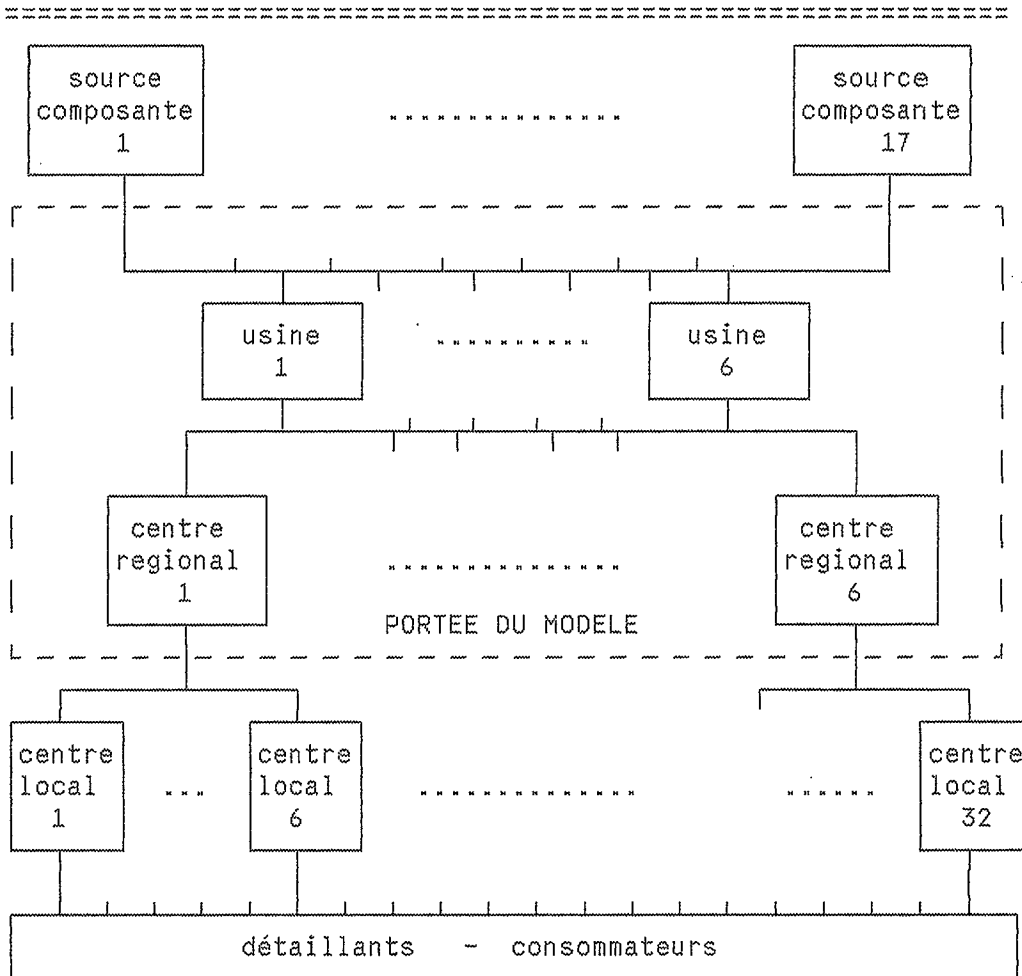 source
composante
1
source
composante
17
usine
1
usine
6
centre
regional
1
centre
regional
6
PORTEE DU MODELE
centre
local
1
centre
local
6
centre
local
32
détaillants - consommateurs